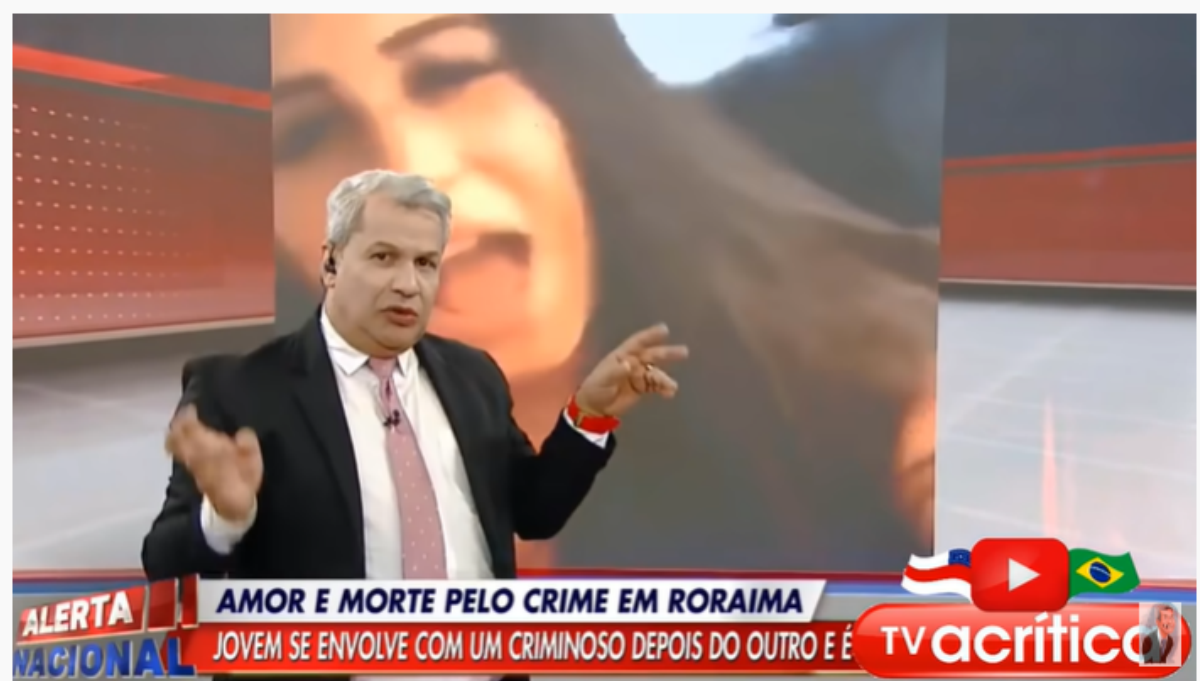 AMOR E MORTE PELO CRIME EM RORAIMA
ALERTA
NACIONAL
JOVEM SE ENVOLVE COM UM CRIMINOSO DEPOIS DO OUTRO E É
TV acrítica